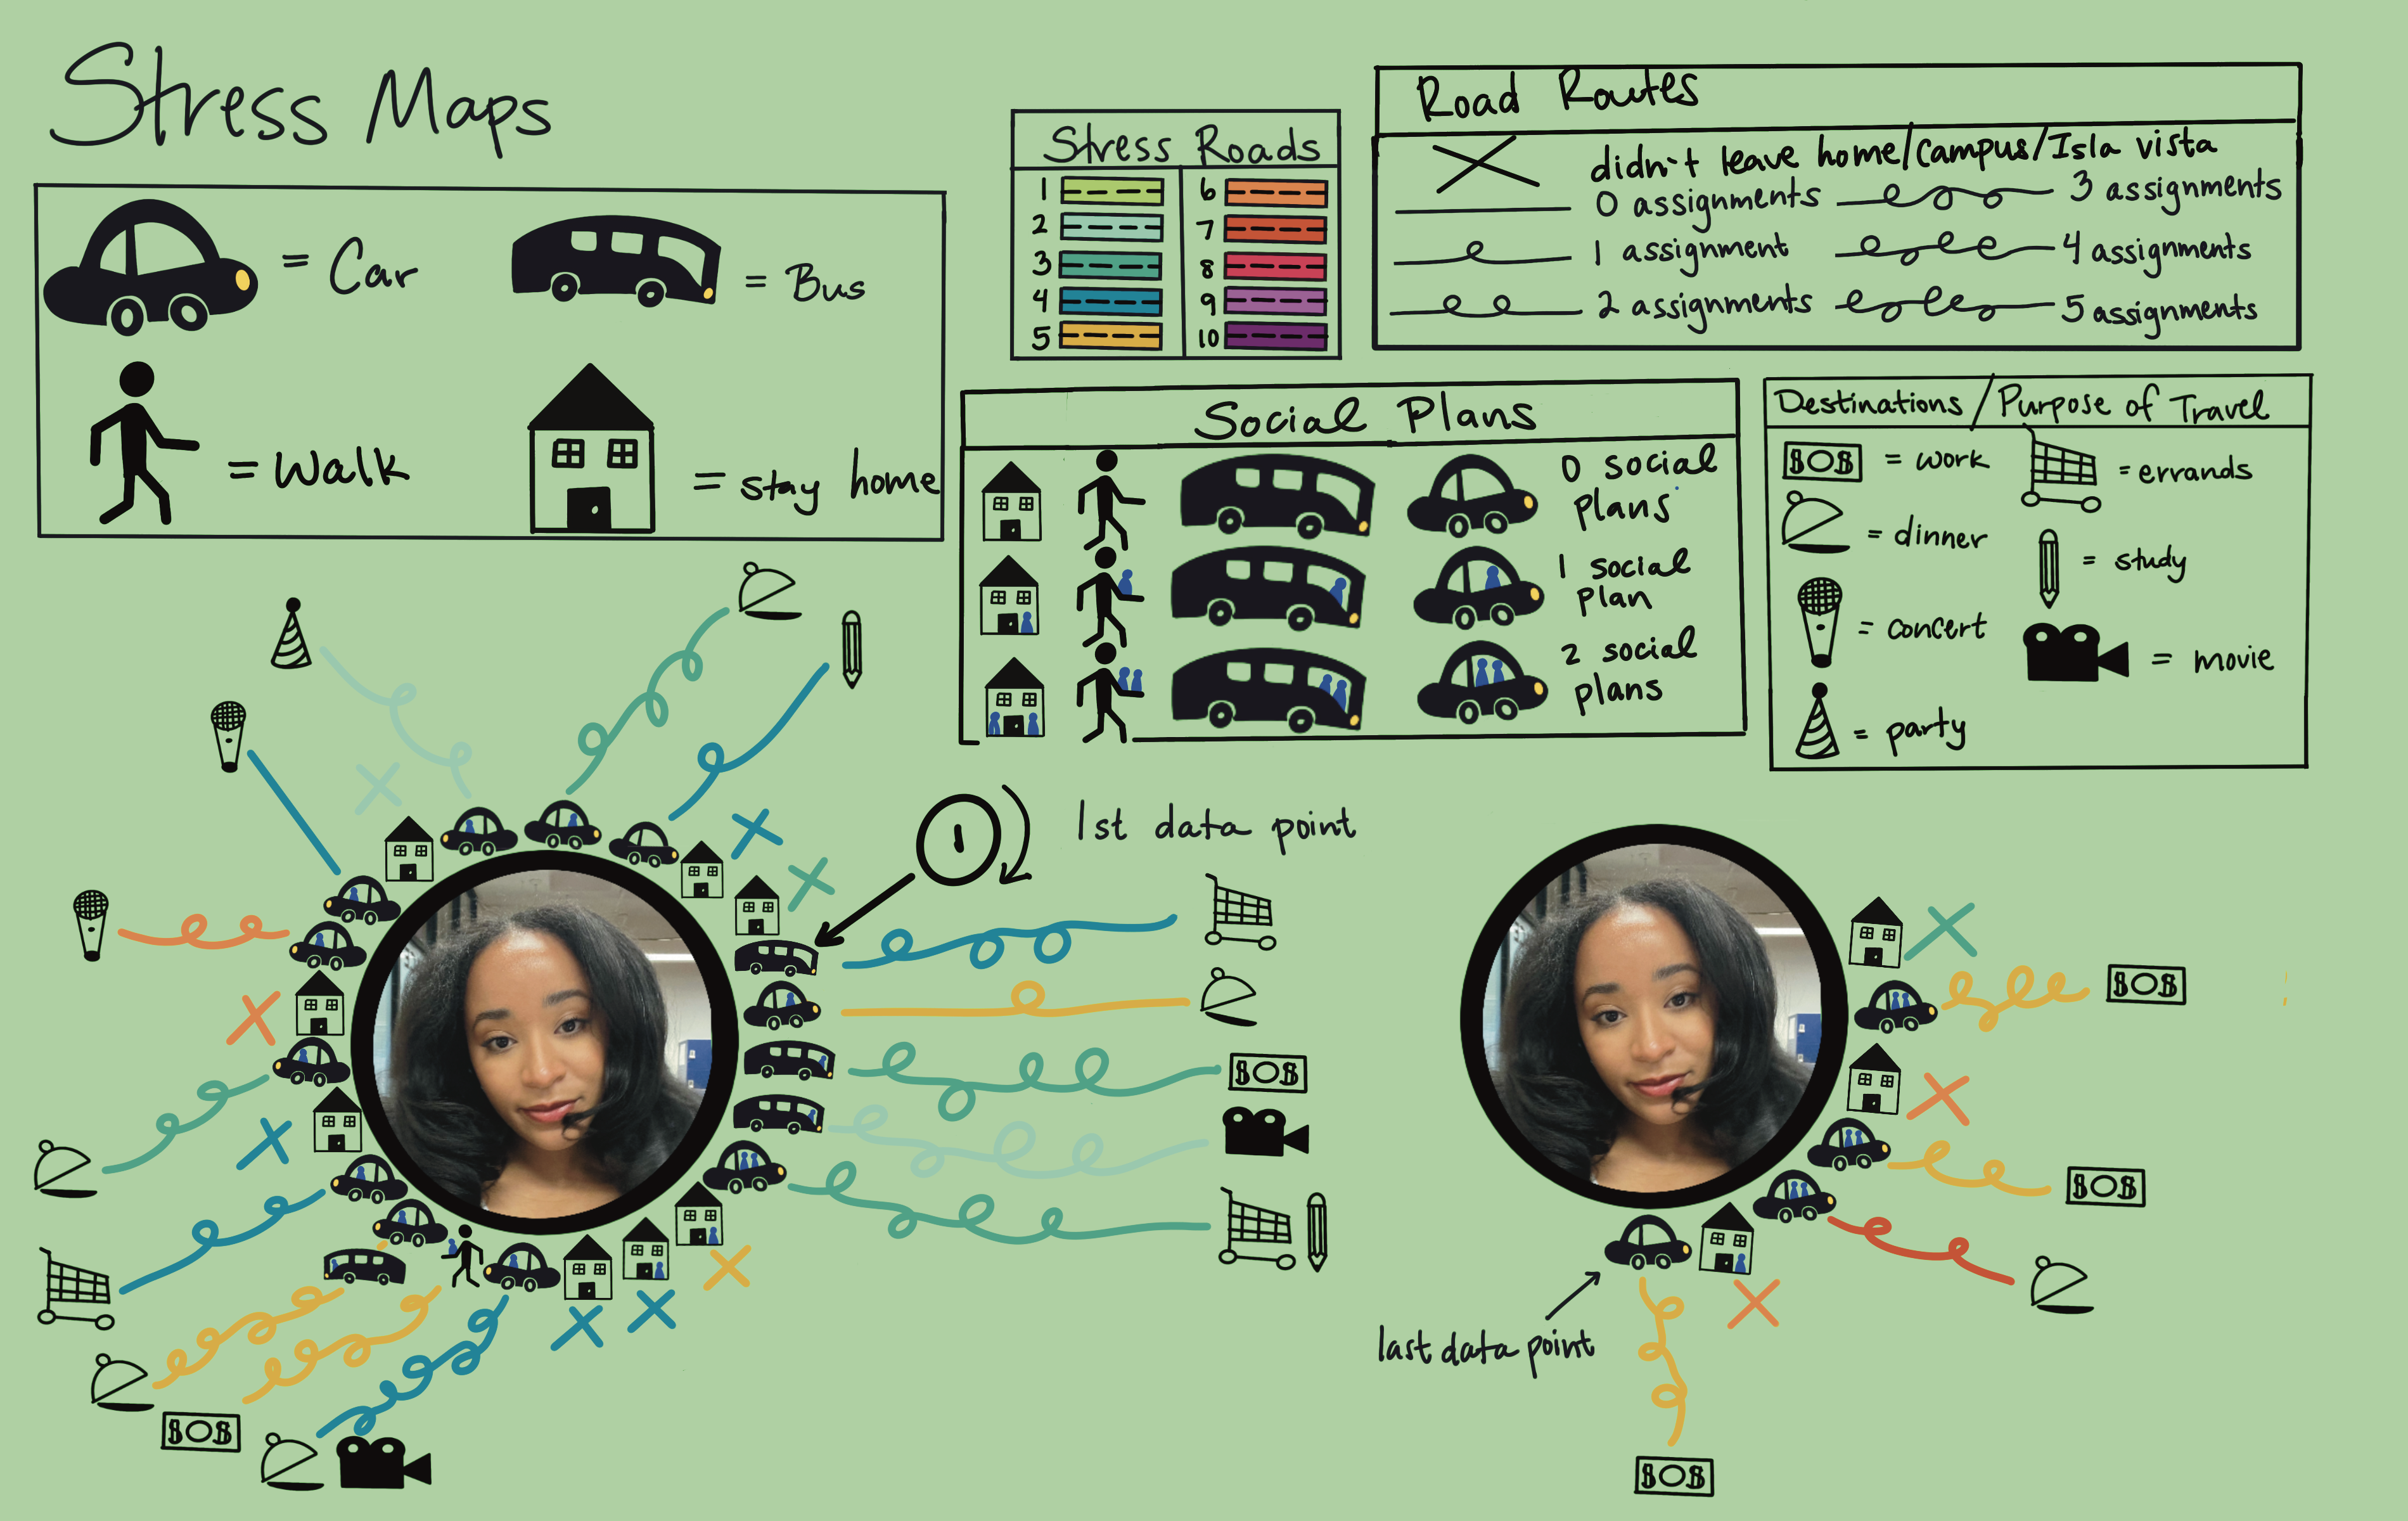 Stress Maps
= Car
= Bus
= walk
= stay home
Stress Roads
1
2
3
4
5
6
7
8
9
10
Road Routes
didn't leave home/campus/Isla vista
0 assignments
1 assignment
2 assignments
3 assignments
4 assignments
5 assignments
Social Plans
0 social
plans
1 social
plan
2 social
plans
Destinations / Purpose of Travel
$O$ = work
= dinner
= concert
= party
= errands
= study
= movie
1
1st data point
$O$
$O$
$O$
$O$
last data point
$O$